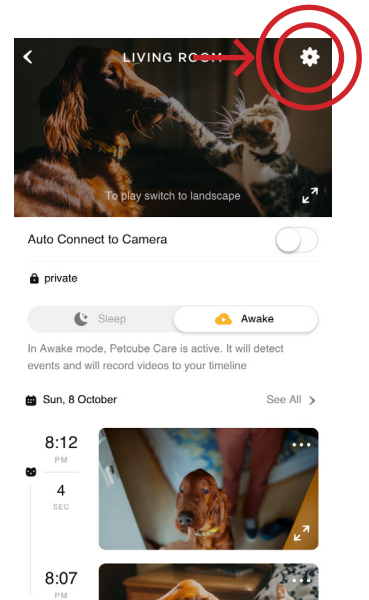 LIVING ROOM
To play switch to landscape
Auto Connect to Camera
private
Sleep
Awake
In Awake mode, Petcube Care is active. It will detect
events and will record videos to your timeline
Sun, 8 October
See All
8:12
PM
4
SEC
8:07
PM